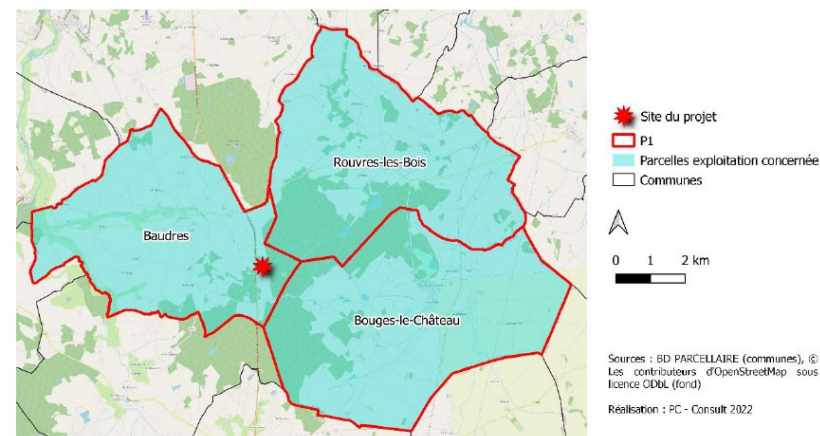 Rouvres-les-Bois
Baudres
Bouges-le-Château
Site du projet
P1
Parcelles exploitation concernée
Communes
0 1 2 km
Sources : BD PARCELLAIRE (communes), ©
Les contributeurs d'OpenStreetMap sous
licence ODbL (fond)
Réalisation : PC - Consult 2022